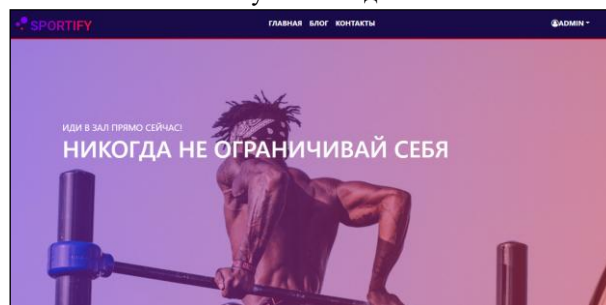 SPORTIFY
ГЛАВНАЯ БЛОГ КОНТАКТЫ
ADMIN
ИДИ В ЗАЛ ПРЯМО СЕЙЧАС!
НИКОГДА НЕ ОГРАНИЧИВАЙ СЕБЯ